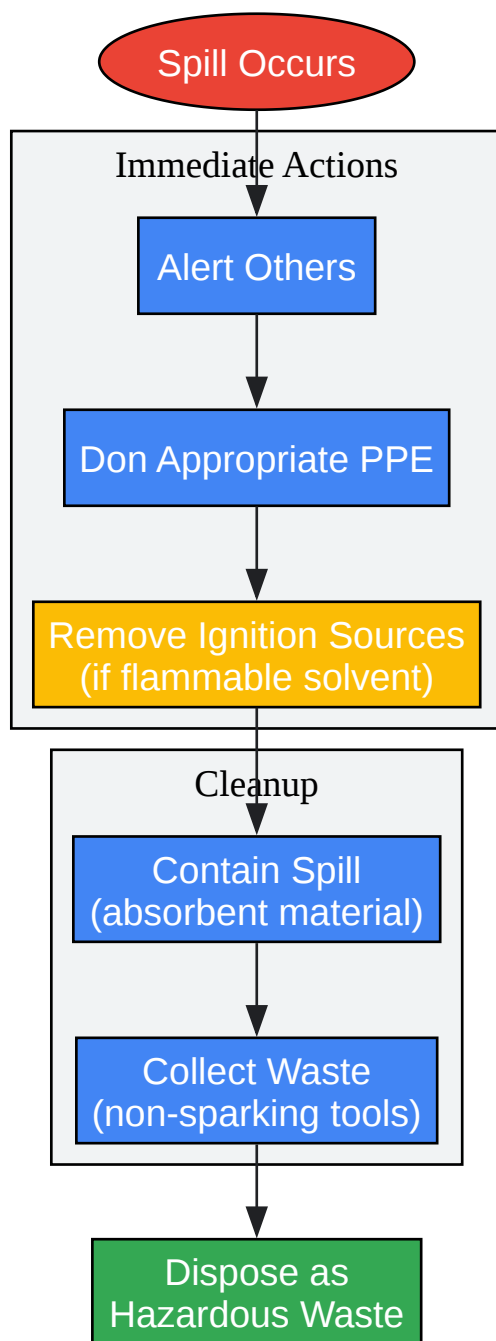 Spill Occurs
Immediate Actions
Alert Others
Don Appropriate PPE
Remove Ignition Sources
(if flammable solvent)
Cleanup
Contain Spill
(absorbent material)
Collect Waste
(non-sparking tools)
Dispose as
Hazardous Waste